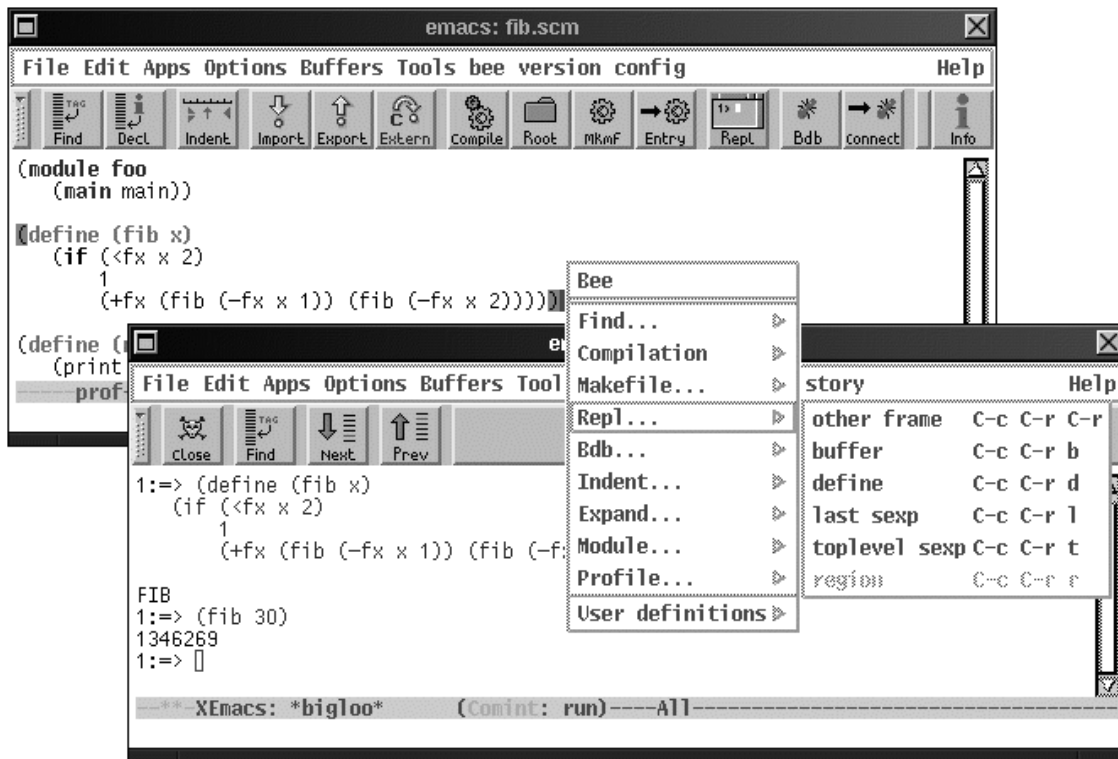 emacs: fib.scm
File Edit Apps Options Buffers Tools bee version config Help
TAG
Find Decl Indent Import Export Extern Compile Root MKmf Entry Repl Bdb Connect Info
(module foo
(main main))
(define (fib x)
(if (<fx x 2)
1
(+fx (fib (-fx x 1)) (fib (-fx x 2)))))
(define
(print
-----prof-
File Edit Apps Options Buffers Tool story Help
TAG
Close Find Next Prev
1:=> (define (fib x)
(if (<fx x 2)
1
(+fx (fib (-fx x 1)) (fib (-fx
FIB
1:=> (fib 30)
1346269
1:=>
--**-XEmacs: *bigloo* (Comint: run)----All----
Bee
Find...
Compilation
Makefile...
Repl...
Bdb...
Indent...
Expand...
Module...
Profile...
User definitions
other frame C-c C-r C-r
buffer C-c C-r b
define C-c C-r d
last sexp C-c C-r l
toplevel sexp C-c C-r t
region C-c C-r r